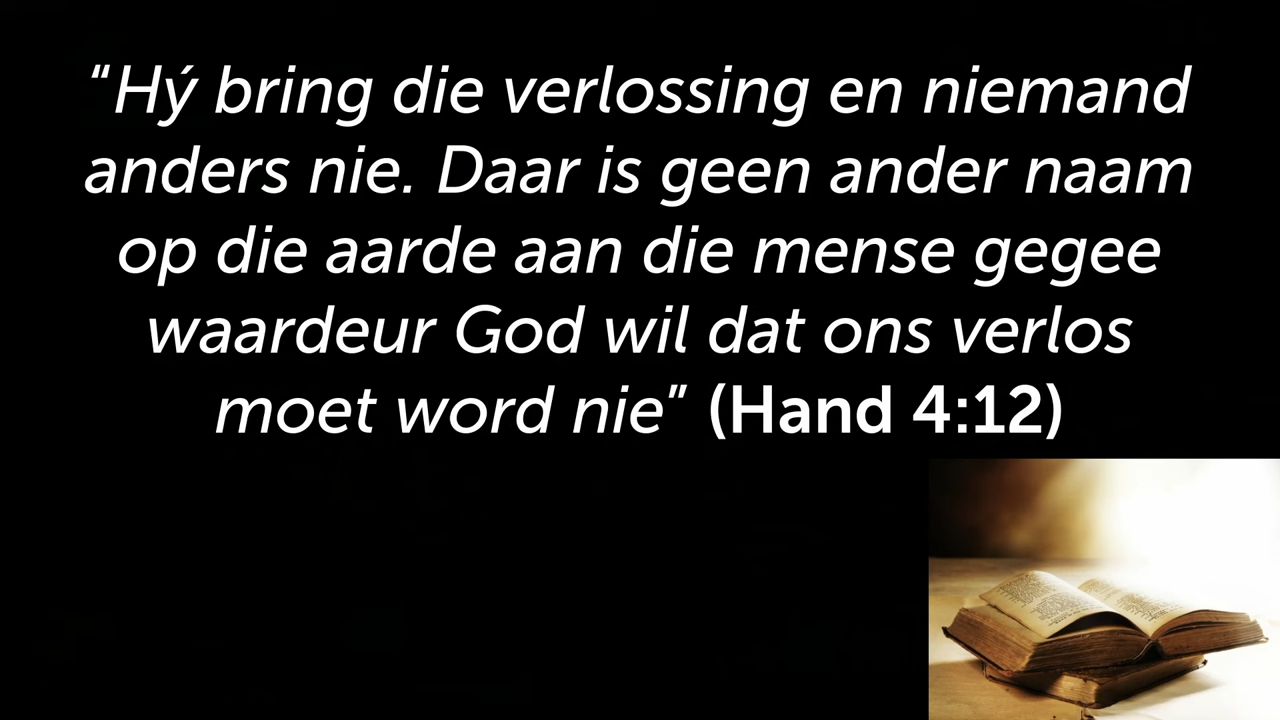 “Hý bring die verlossing en niemand
anders nie. Daar is geen ander naam
op die aarde aan die mense gegee
waardeur God wil dat ons verlos
moet word nie” (Hand 4:12)